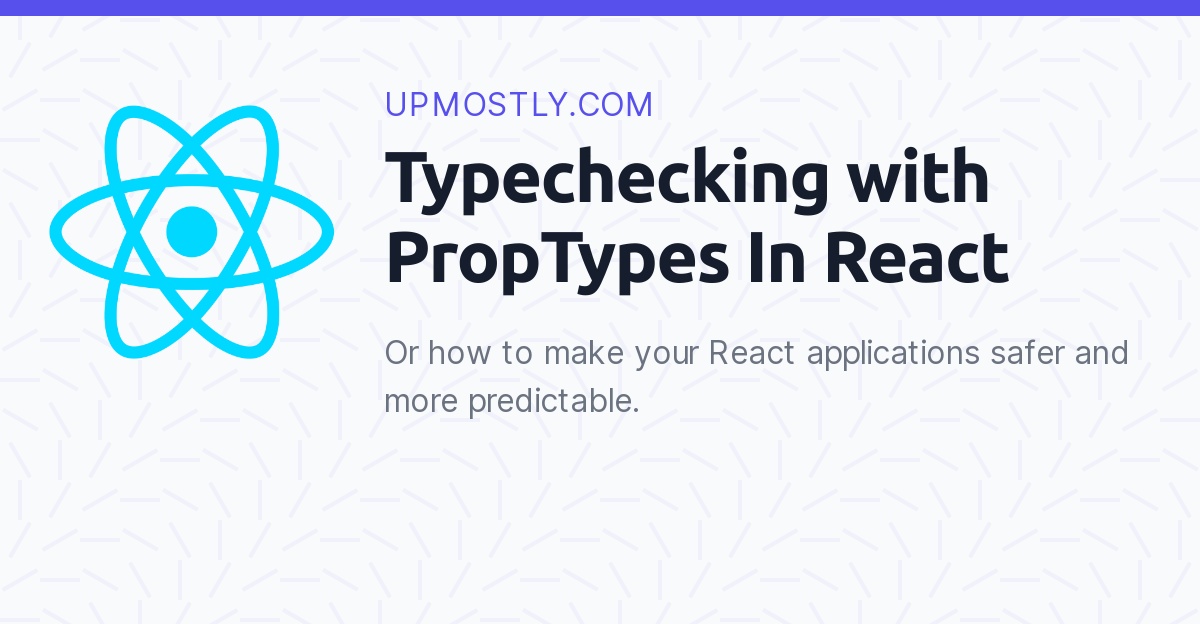 UPMOSTLY.COM
Typechecking with
PropTypes In React
Or how to make your React applications safer and
more predictable.